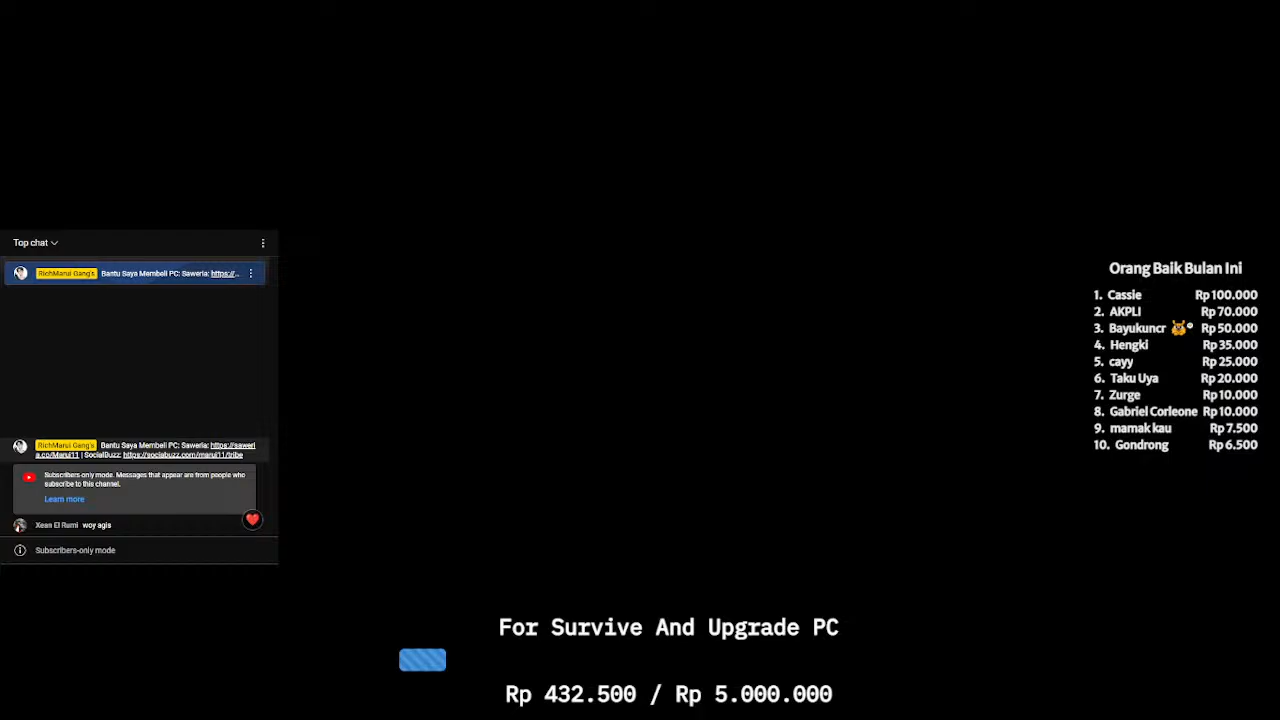 Top chat
RichMarui Gang's Bantu Saya Membeli PC: Saweria: https://...
RichMarui Gang's Bantu Saya Membeli PC: Saweria: https://saweri
a.co/Marui11 | SocialBuzz: https://sociabuzz.com/marui11/tribe
Subscribers-only mode. Messages that appear are from people who
subscribe to this channel.
Learn more
Xean El Rumi woy agis
Subscribers-only mode
Orang Baik Bulan Ini
1. Cassie Rp 100.000
2. AKPLI Rp 70.000
3. Bayukuncr Rp 50.000
4. Hengki Rp 35.000
5. cayy Rp 25.000
6. Taku Uya Rp 20.000
7. Zurge Rp 10.000
8. Gabriel Corleone Rp 10.000
9. mamak kau Rp 7.500
10. Gondrong Rp 6.500
For Survive And Upgrade PC
Rp 432.500 / Rp 5.000.000